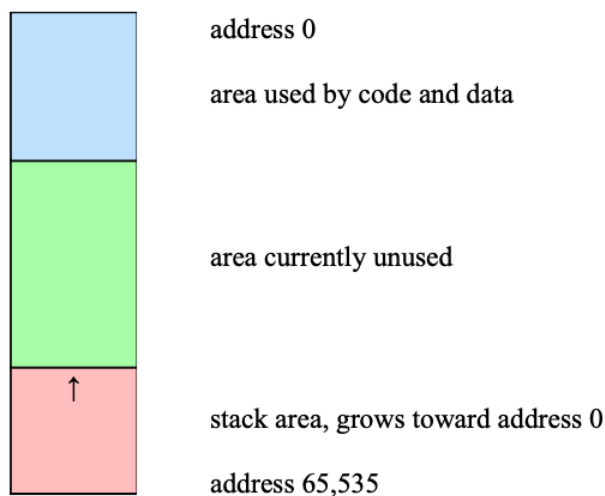 address 0
area used by code and data
area currently unused
↑
stack area, grows toward address 0
address 65,535